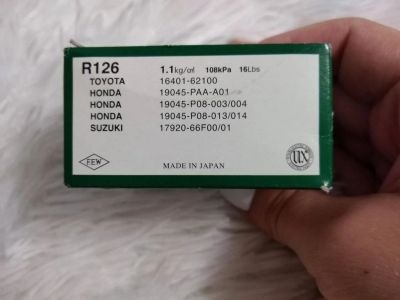 R126 1.1kg/c㎡ 108kPa 16Lbs
TOYOTA 16401-62100
HONDA 19045-PAA-A01
HONDA 19045-P08-003/004
HONDA 19045-P08-013/014
SUZUKI 17920-66F00/01
FEW
MADE IN JAPAN